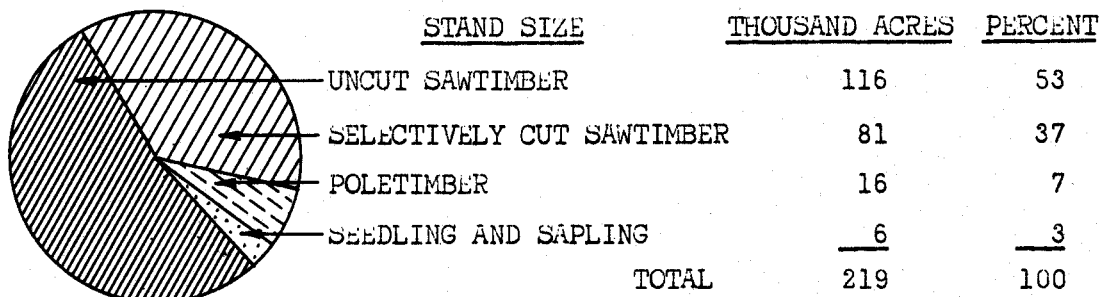 STAND SIZE THOUSAND ACRES PERCENT
UNCUT SAWTIMBER 116 53
SELECTIVELY CUT SAWTIMBER 81 37
POLETIMBER 16 7
SEEDLING AND SAPLING 6 3
TOTAL 219 100